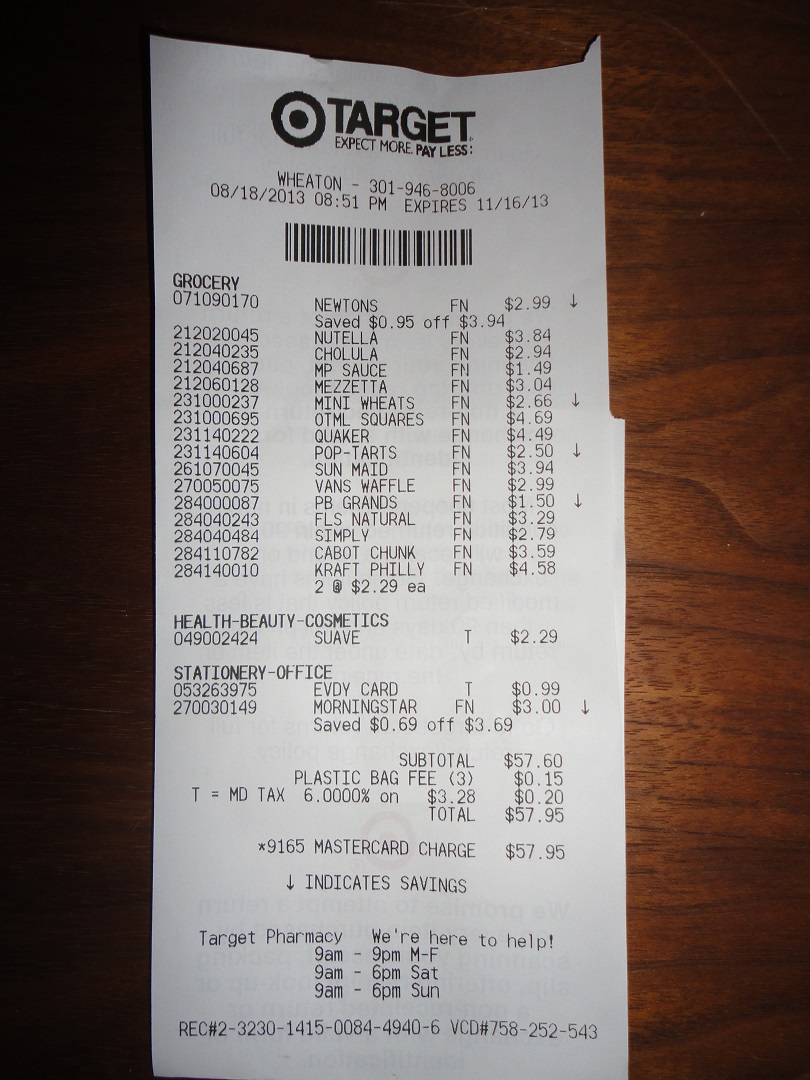 TARGET
EXPECT MORE. PAY LESS.
WHEATON - 301-946-8006
08/18/2013 08:51 PM EXPIRES 11/16/13
GROCERY
071090170 NEWTONS FN $2.99 ↓
Saved $0.95 off $3.94
212020045 NUTELLA FN $3.84
212040235 CHOLULA FN $2.94
212040687 MP SAUCE FN $1.49
212060128 MEZZETTA FN $3.04
231000237 MINI WHEATS FN $2.66 ↓
231000695 OTML SQUARES FN $4.69
231140222 QUAKER FN $4.49
231140604 POP-TARTS FN $2.50 ↓
261070045 SUN MAID FN $3.94
270050075 VANS WAFFLE FN $2.99
284000087 PB GRANDS FN $1.50 ↓
284040243 FLS NATURAL FN $3.29
284040484 SIMPLY FN $2.79
284110782 CABOT CHUNK FN $3.59
284140010 KRAFT PHILLY FN $4.58
2 @ $2.29 ea
HEALTH-BEAUTY-COSMETICS
049002424 SUAVE T $2.29
STATIONERY-OFFICE
053263975 EVDY CARD T $0.99
270030149 MORNINGSTAR FN $3.00 ↓
Saved $0.69 off $3.69
SUBTOTAL $57.60
PLASTIC BAG FEE (3) $0.15
T = MD TAX 6.0000% on $3.28 $0.20
TOTAL $57.95
*9165 MASTERCARD CHARGE $57.95
↓ INDICATES SAVINGS
Target Pharmacy We're here to help!
9am - 9pm M-F
9am - 6pm Sat
9am - 6pm Sun
REC#2-3230-1415-0084-4940-6 VCD#758-252-543